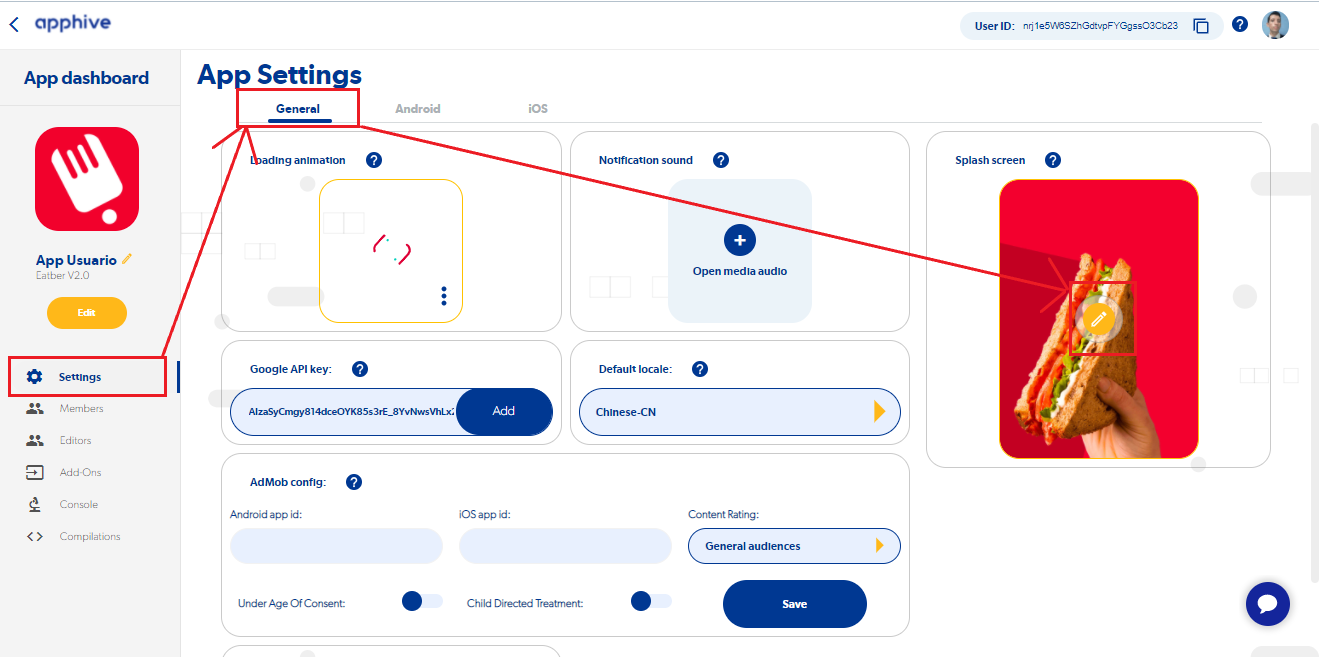 apphive
User ID: nrj1e5W6SZhGdtvpFYGgssO3Cb23
App dashboard
App Usuario
Eatber V2.0
Edit
Settings
Members
Editors
Add-Ons
Console
Compilations
App Settings
General
Android
iOS
Loading animation
Notification sound
Open media audio
Splash screen
Google API key:
Add
Default locale:
Chinese-CN
AdMob config:
Android app id:
iOS app id:
Content Rating:
General audiences
Under Age Of Consent:
Child Directed Treatment:
Save